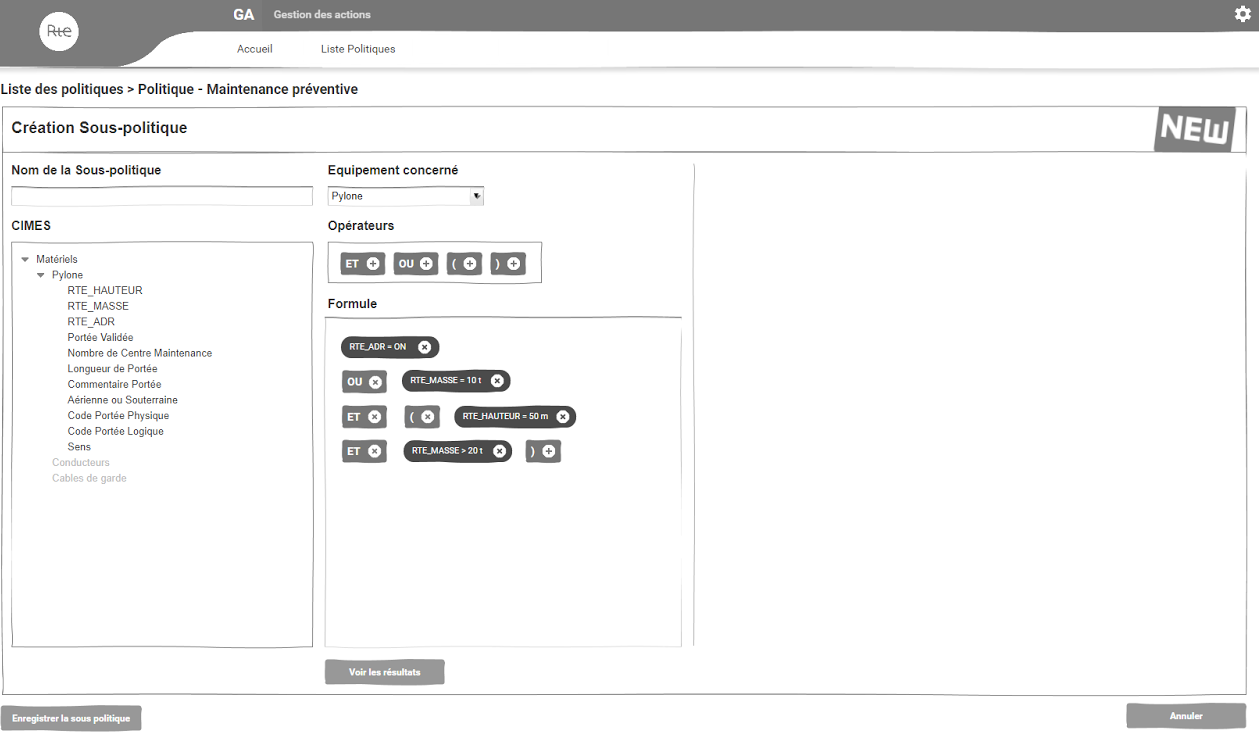 Rte
GA Gestion des actions
Accueil Liste Politiques
Liste des politiques > Politique - Maintenance préventive
Création Sous-politique
NEW
Nom de la Sous-politique
Equipement concerné
Pylone
CIMES
Matériels
Pylone
RTE_HAUTEUR
RTE_MASSE
RTE_ADR
Portée Validée
Nombre de Centre Maintenance
Longueur de Portée
Commentaire Portée
Aérienne ou Souterraine
Code Portée Physique
Code Portée Logique
Sens
Conducteurs
Cables de garde
Opérateurs
ET OU ( )
Formule
RTE_ADR = ON
OU RTE_MASSE = 10 t
ET ( RTE_HAUTEUR = 50 m
ET RTE_MASSE > 20 t )
Voir les résultats
Enregistrer la sous politique
Annuler